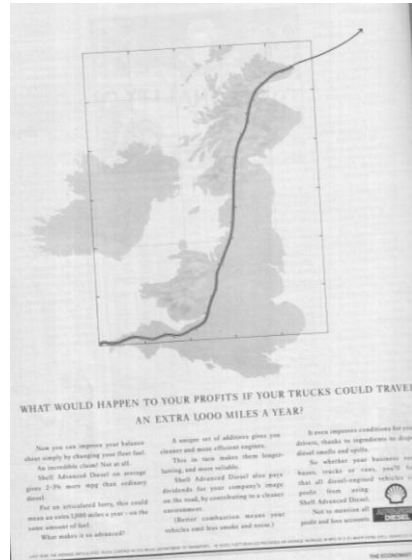 WHAT WOULD HAPPEN TO YOUR PROFITS IF YOUR TRUCKS COULD TRAVEL
AN EXTRA 1,000 MILES A YEAR?
Now you can improve your balance
sheet simply by changing your fleet fuel.
An incredible claim? Not at all.
Shell Advanced Diesel on average
gives 2-3% more mpg than ordinary
diesel.
For an articulated lorry, this could
mean an extra 1,000 miles a year - on the
same amount of fuel.
What makes it so advanced?
A unique set of additives gives you
cleaner and more efficient engines.
This in turn makes them longer-
lasting, and more reliable.
Shell Advanced Diesel also pays
dividends for your company's image
on the road, by contributing to a cleaner
environment.
(Better combustion means your
vehicles emit less smoke and noise.)
It even improves conditions for your
drivers, thanks to ingredients to
diesel smells and spills.
So whether your business
buses, trucks or cars, you'll
that all diesel-engined vehicles
profit from using
Shell Advanced Diesel.
Not to mention all
profit and loss accounts.
DIESEL
THE ECONOMIST